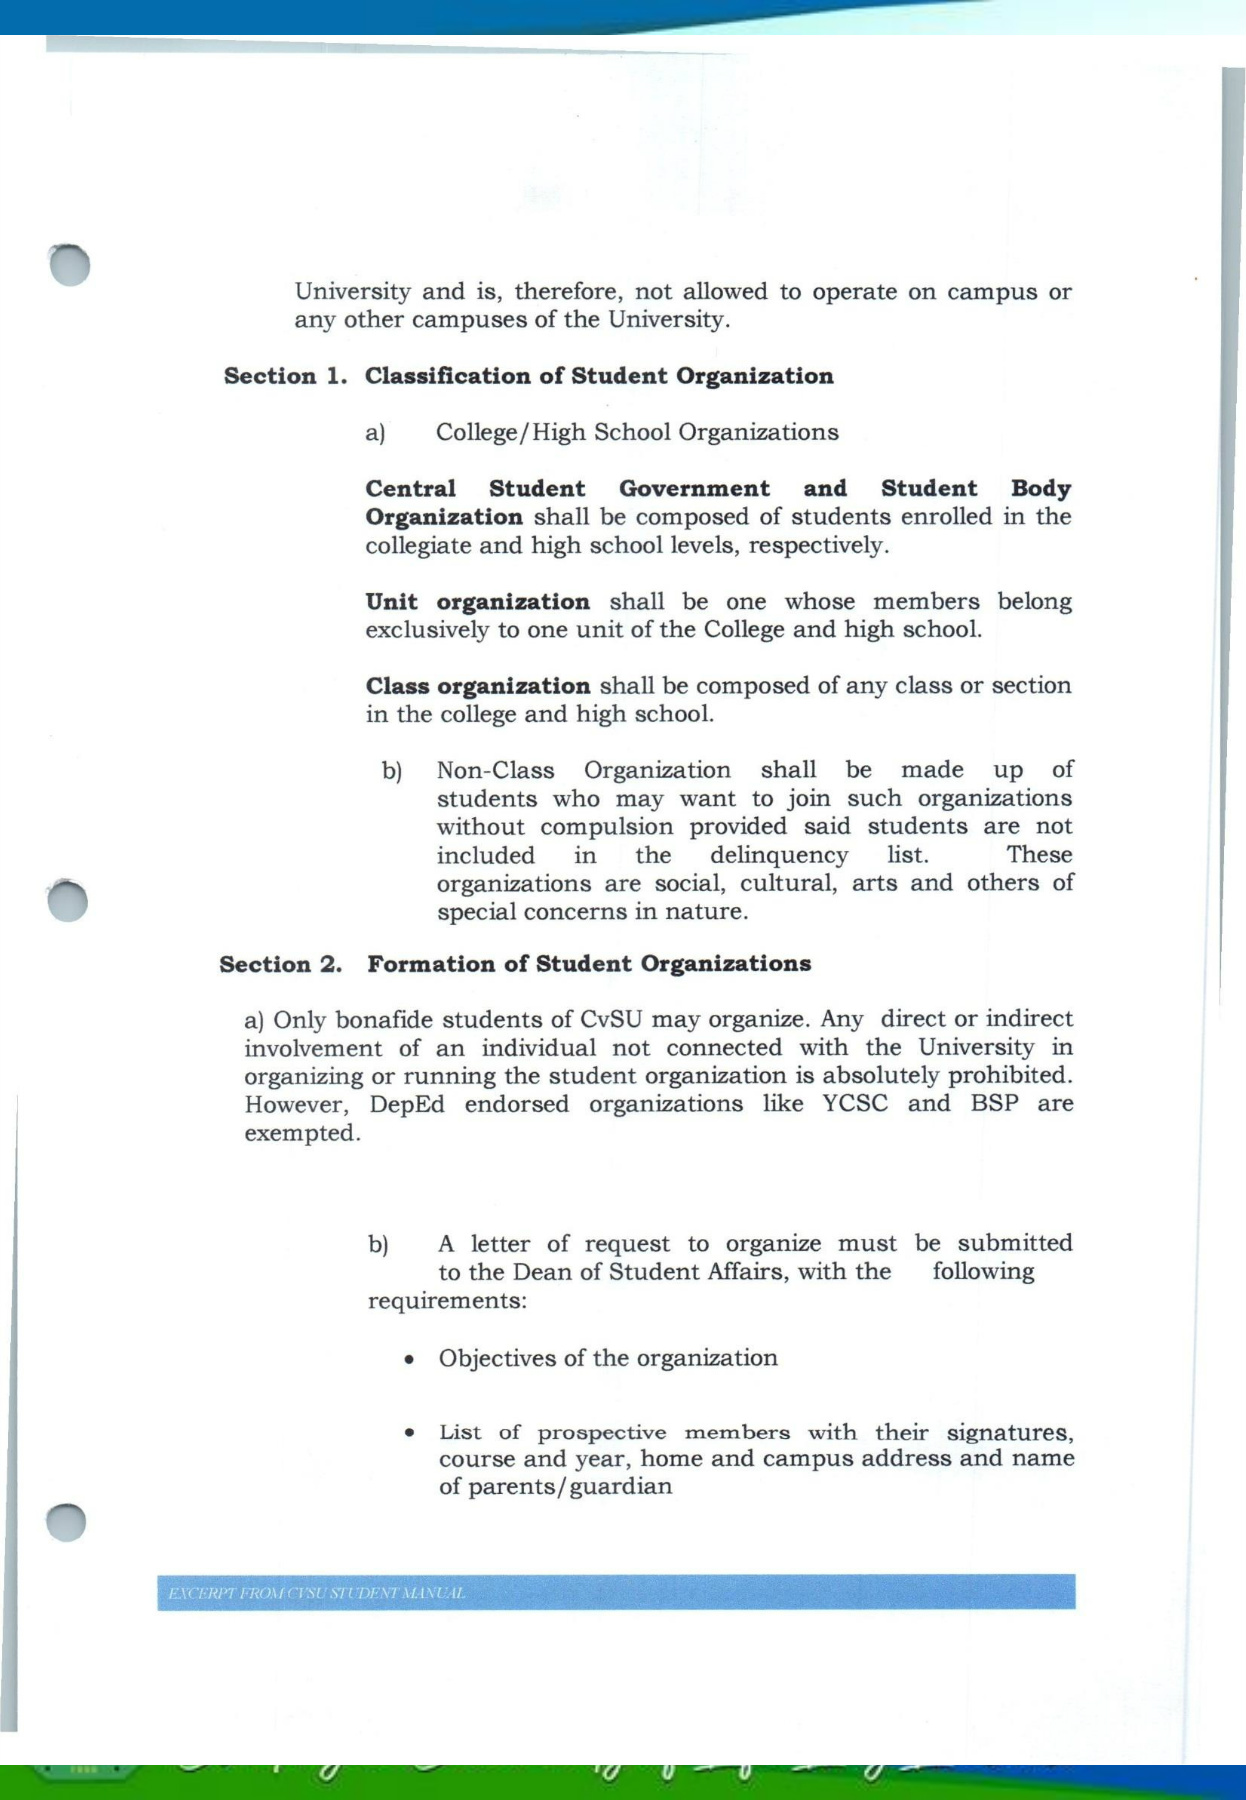 University and is, therefore, not allowed to operate on campus or
any other campuses of the University.
Section 1. Classification of Student Organization
a) College/High School Organizations
Central Student Government and Student Body
Organization shall be composed of students enrolled in the
collegiate and high school levels, respectively.
Unit organization shall be one whose members belong
exclusively to one unit of the College and high school.
Class organization shall be composed of any class or section
in the college and high school.
b) Non-Class Organization shall be made up of
students who may want to join such organizations
without compulsion provided said students are not
included in the delinquency list. These
organizations are social, cultural, arts and others of
special concerns in nature.
Section 2. Formation of Student Organizations
a) Only bonafide students of CvSU may organize. Any direct or indirect
involvement of an individual not connected with the University in
organizing or running the student organization is absolutely prohibited.
However, DepEd endorsed organizations like YCSC and BSP are
exempted.
b) A letter of request to organize must be submitted
to the Dean of Student Affairs, with the following
requirements:
• Objectives of the organization
• List of prospective members with their signatures,
course and year, home and campus address and name
of parents/guardian
EXCERPT FROM CVSU STUDENT MANUAL